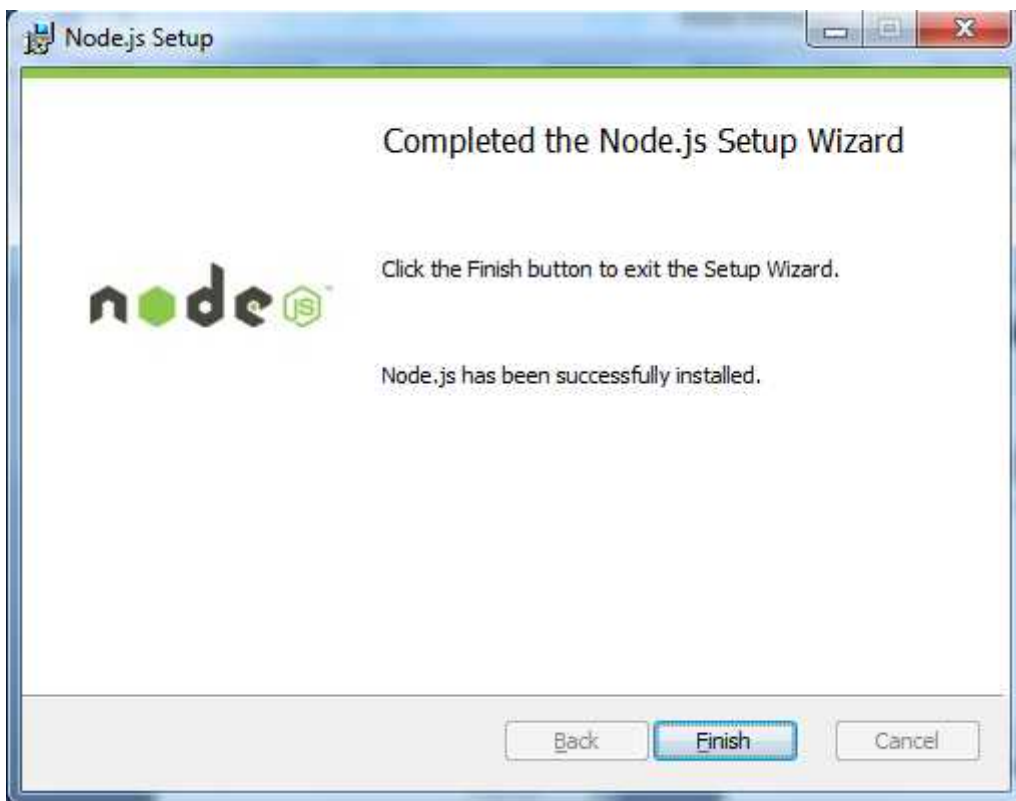 Node.js Setup
Completed the Node.js Setup Wizard
Click the Finish button to exit the Setup Wizard.
node JS™
Node.js has been successfully installed.
Back Finish Cancel